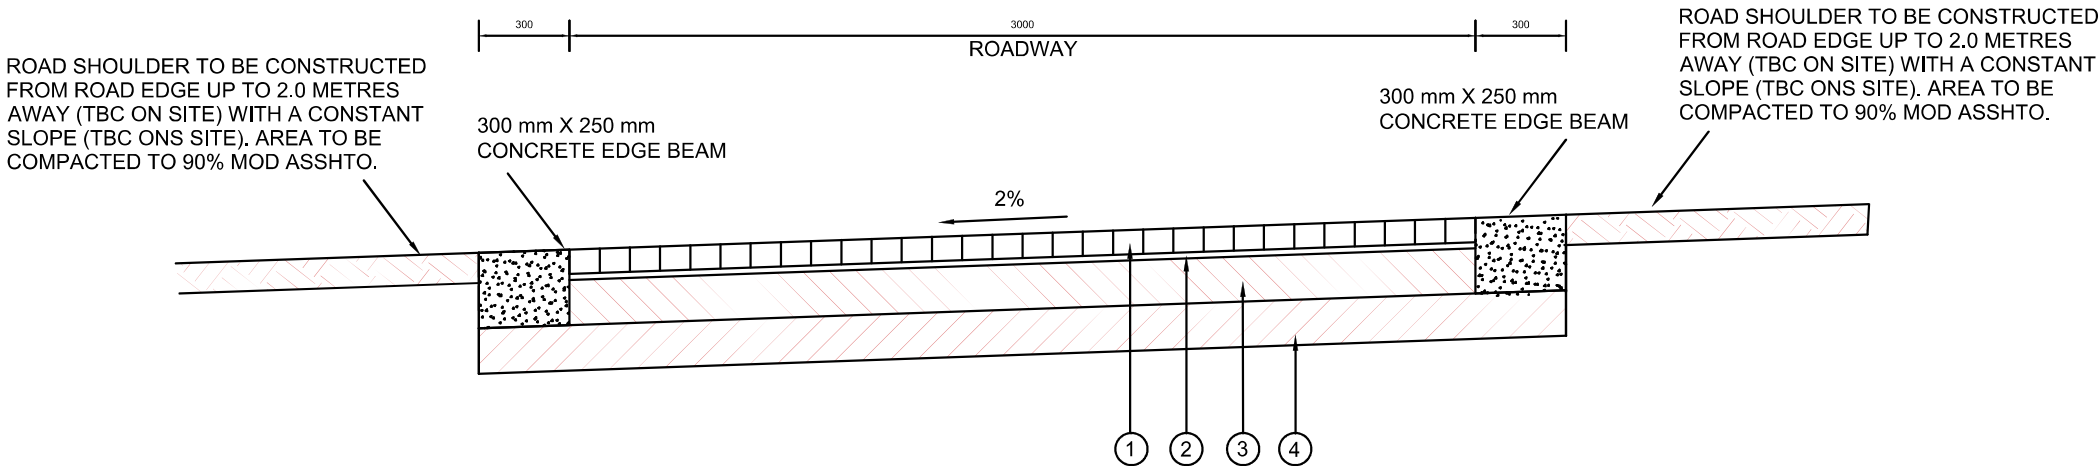 300
3000
300
ROADWAY
ROAD SHOULDER TO BE CONSTRUCTED
FROM ROAD EDGE UP TO 2.0 METRES
AWAY (TBC ON SITE) WITH A CONSTANT
SLOPE (TBC ONS SITE). AREA TO BE
COMPACTED TO 90% MOD ASSHTO.
300 mm X 250 mm
CONCRETE EDGE BEAM
2%
300 mm X 250 mm
CONCRETE EDGE BEAM
ROAD SHOULDER TO BE CONSTRUCTED
FROM ROAD EDGE UP TO 2.0 METRES
AWAY (TBC ON SITE) WITH A CONSTANT
SLOPE (TBC ONS SITE). AREA TO BE
COMPACTED TO 90% MOD ASSHTO.
1
2
3
4